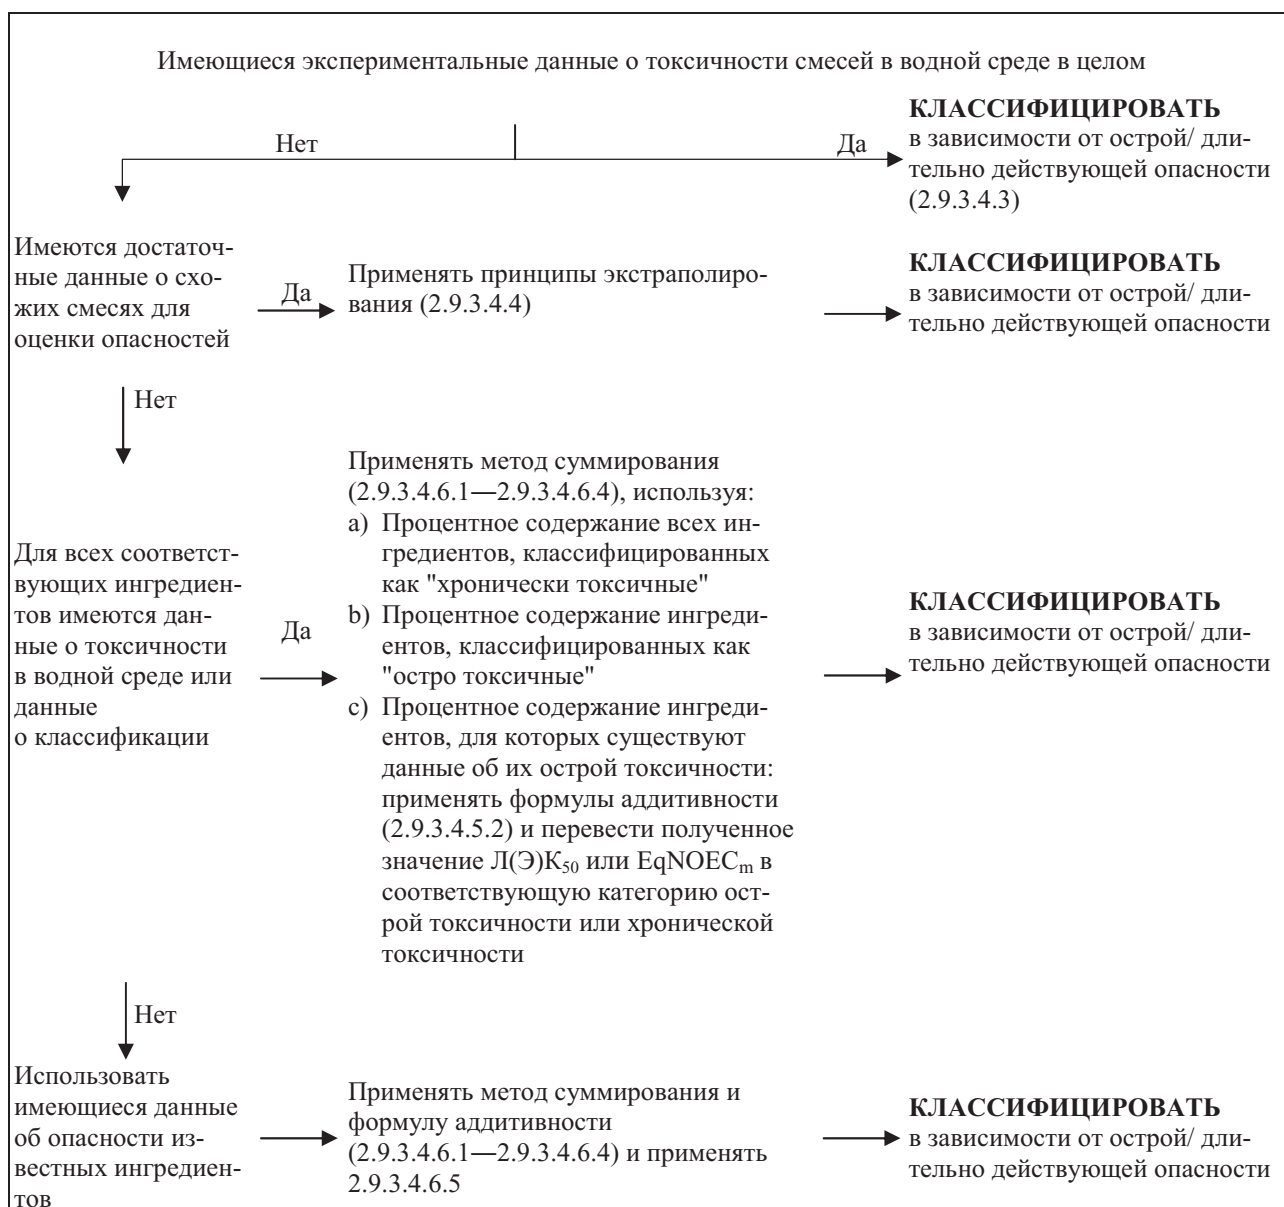 Имеющиеся экспериментальные данные о токсичности смесей в водной среде в целом
Нет
Да
КЛАССИФИЦИРОВАТЬ
в зависимости от острой/ дли-
тельно действующей опасности
(2.9.3.4.3)
Имеются достаточ-
ные данные о схо-
жих смесях для
оценки опасностей
Да
Применять принципы экстраполиро-
вания (2.9.3.4.4)
КЛАССИФИЦИРОВАТЬ
в зависимости от острой/ дли-
тельно действующей опасности
Нет
Для всех соответст-
вующих ингредиен-
тов имеются дан-
ные о токсичности
в водной среде или
данные
о классификации
Да
Применять метод суммирования
(2.9.3.4.6.1—2.9.3.4.6.4), используя:
a) Процентное содержание всех ин-
гредиентов, классифицированных
как "хронически токсичные"
b) Процентное содержание ингреди-
ентов, классифицированных как
"остро токсичные"
c) Процентное содержание ингреди-
ентов, для которых существуют
данные об их острой токсичности:
применять формулы аддитивности
(2.9.3.4.5.2) и перевести полученное
значение Л(Э)К50 или EqNOECm в
соответствующую категорию ост-
рой токсичности или хронической
токсичности
КЛАССИФИЦИРОВАТЬ
в зависимости от острой/ дли-
тельно действующей опасности
Нет
Использовать
имеющиеся данные
об опасности из-
вестных ингредиен-
тов
Применять метод суммирования и
формулу аддитивности
(2.9.3.4.6.1—2.9.3.4.6.4) и применять
2.9.3.4.6.5
КЛАССИФИЦИРОВАТЬ
в зависимости от острой/ дли-
тельно действующей опасности